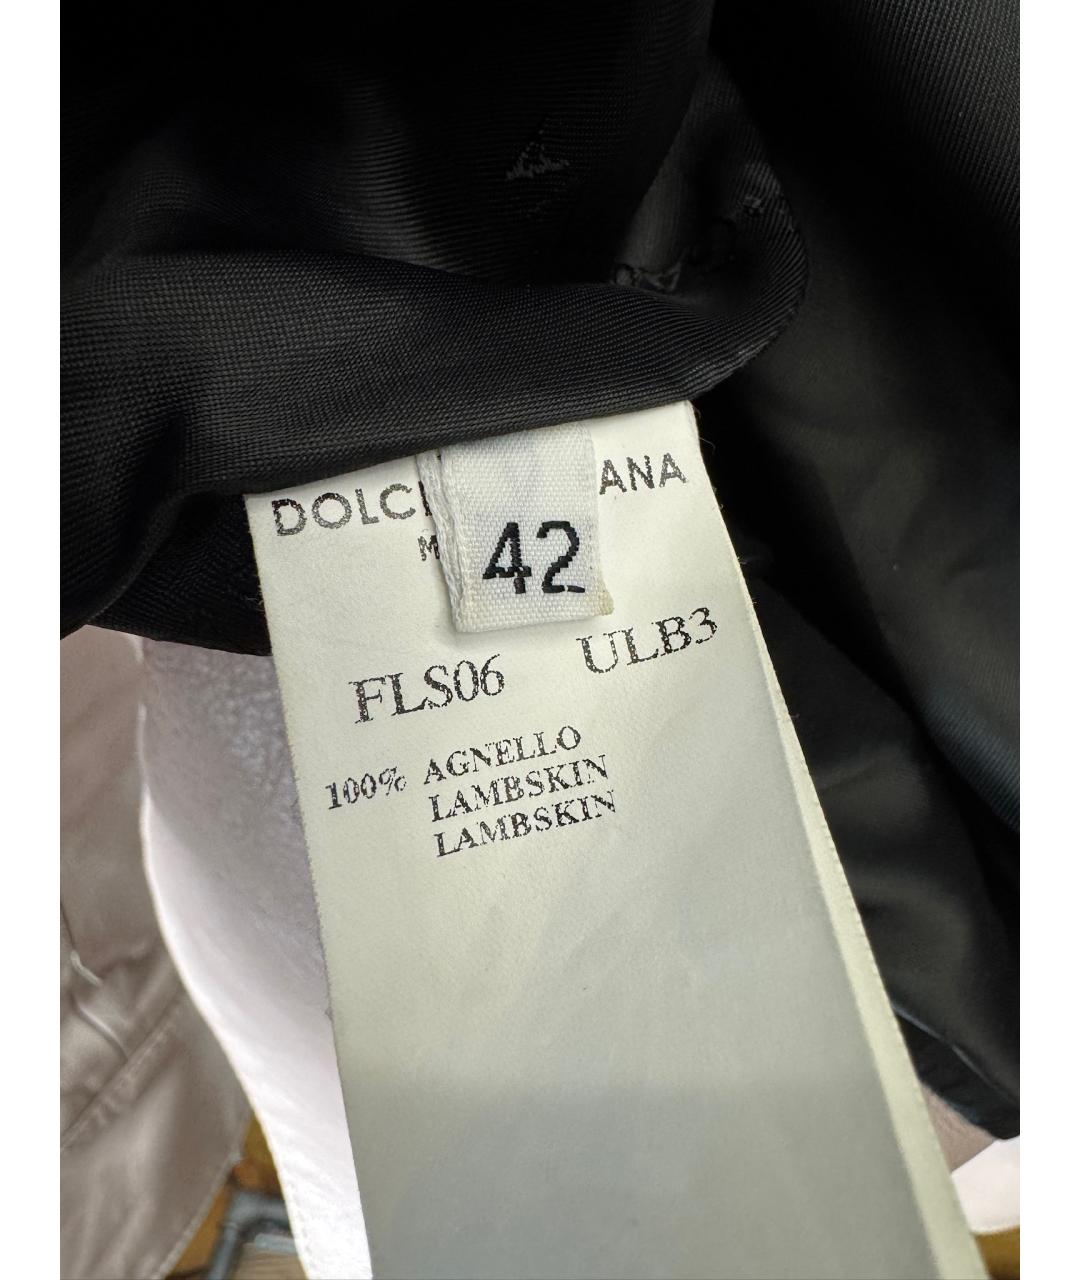 DOLC ANA
42
FLS06 ULB3
100% AGNELLO
LAMBSKIN
LAMBSKIN